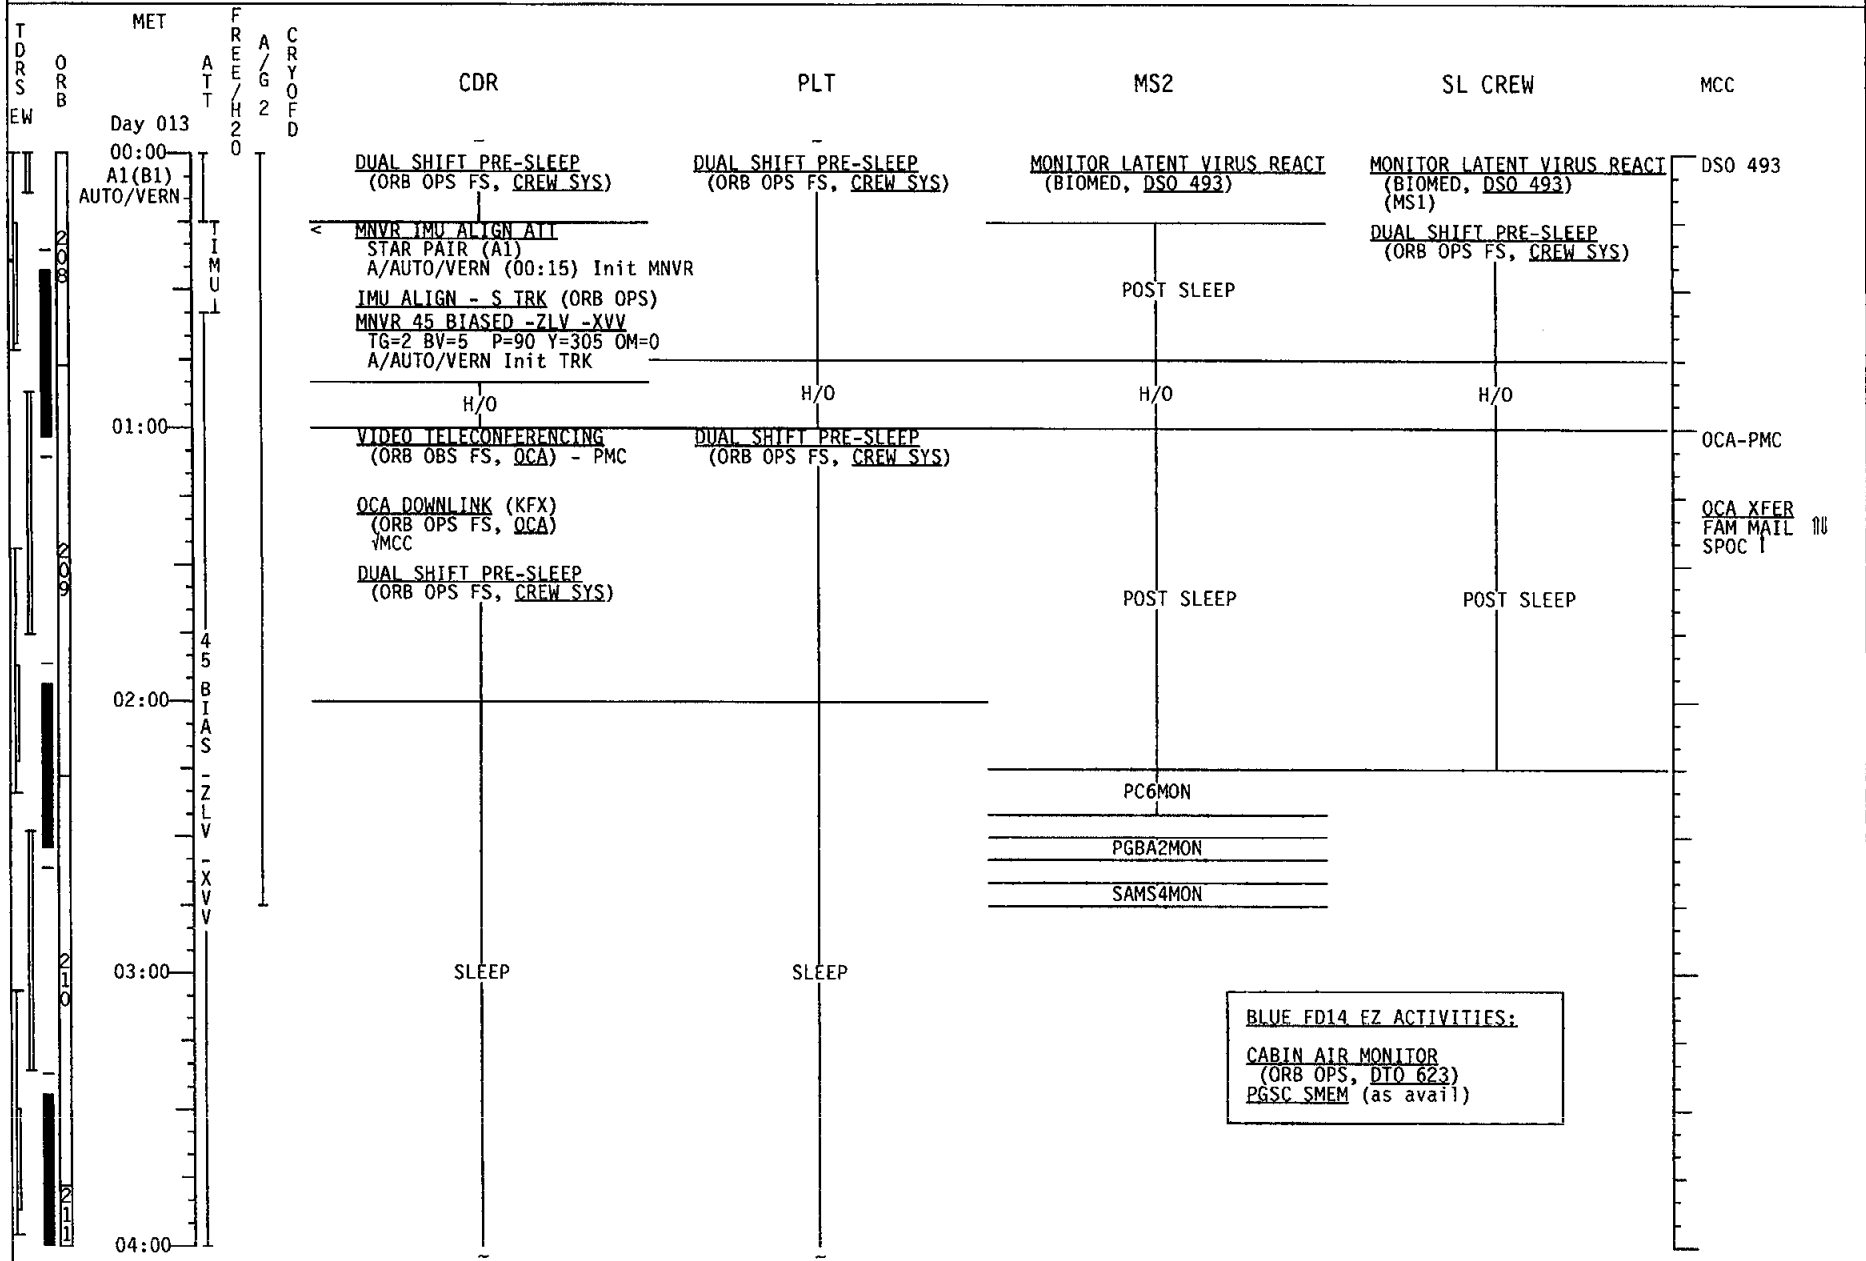 MET
TDRS
EW
ORB
ATT
FREE/H2O
A/G 2
CRYOFD
CDR
PLT
MS2
SL CREW
MCC
Day 013
00:00
A1(B1)
AUTO/VERN
01:00
02:00
03:00
04:00
208
209
210
211
IMU
45 BIAS -ZLV -XVV
DUAL SHIFT PRE-SLEEP
(ORB OPS FS, CREW SYS)
< MNVR IMU ALIGN ATT
STAR PAIR (A1)
A/AUTO/VERN (00:15) Init MNVR
IMU ALIGN - S TRK (ORB OPS)
MNVR 45 BIASED -ZLV -XVV
TG=2 BV=5 P=90 Y=305 OM=0
A/AUTO/VERN Init TRK
H/O
VIDEO TELECONFERENCING
(ORB OBS FS, OCA) - PMC
OCA DOWNLINK (KFX)
(ORB OPS FS, OCA)
√MCC
DUAL SHIFT PRE-SLEEP
(ORB OPS FS, CREW SYS)
SLEEP
DUAL SHIFT PRE-SLEEP
(ORB OPS FS, CREW SYS)
H/O
DUAL SHIFT PRE-SLEEP
(ORB OPS FS, CREW SYS)
SLEEP
MONITOR LATENT VIRUS REACT
(BIOMED, DSO 493)
POST SLEEP
H/O
POST SLEEP
PC6MON
PGBA2MON
SAMS4MON
MONITOR LATENT VIRUS REACT
(BIOMED, DSO 493)
(MS1)
DUAL SHIFT PRE-SLEEP
(ORB OPS FS, CREW SYS)
H/O
POST SLEEP
BLUE FD14 EZ ACTIVITIES:
CABIN AIR MONITOR
(ORB OPS, DTO 623)
PGSC SMEM (as avail)
DSO 493
OCA-PMC
OCA XFER
FAM MAIL ⇑⇓
SPOC ↑